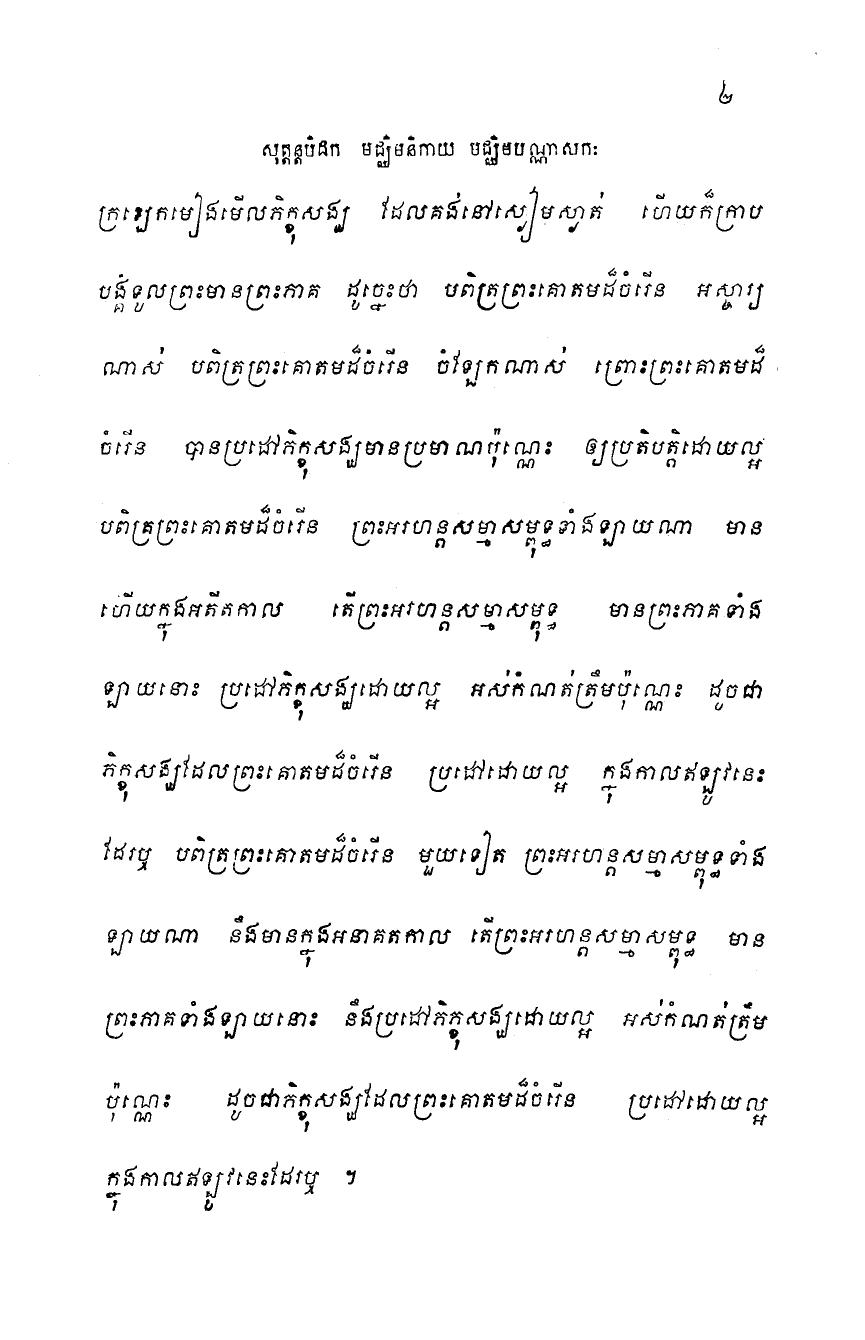 ៤
សុត្តន្តបិដក មជ្ឈិមនិកាយ មជ្ឈិមបណ្ណាសកៈ
ក្រឡេកមៀងមើលភិក្ខុសង្ឃ ដែលគង់នៅស្ងៀមស្ងាត់ ហើយក៏ក្រាប
បង្គំទូលព្រះមានព្រះភាគ ដូច្នេះថា បពិត្រព្រះគោតមដ៏ចំរើន អស្ចារ្យ
ណាស់ បពិត្រព្រះគោតមដ៏ចំរើន ចំឡែកណាស់ ព្រោះព្រះគោតមដ៏
ចំរើន បានប្រដៅភិក្ខុសង្ឃមានប្រមាណប៉ុណ្ណេះ ឲ្យប្រតិបត្តិដោយល្អ
បពិត្រព្រះគោតមដ៏ចំរើន ព្រះអរហន្តសម្មាសម្ពុទ្ធទាំងឡាយណា មាន
ហើយក្នុងអតីតកាល តើព្រះអរហន្តសម្មាសម្ពុទ្ធ មានព្រះភាគទាំង
ឡាយនោះ ប្រដៅភិក្ខុសង្ឃដោយល្អ អស់កំណត់ត្រឹមប៉ុណ្ណេះ ដូចជា
ភិក្ខុសង្ឃដែលព្រះគោតមដ៏ចំរើន ប្រដៅដោយល្អ ក្នុងកាលឥឡូវនេះ
ដែរឬ បពិត្រព្រះគោតមដ៏ចំរើន មួយទៀត ព្រះអរហន្តសម្មាសម្ពុទ្ធទាំង
ឡាយណា នឹងមានក្នុងអនាគតកាល តើព្រះអរហន្តសម្មាសម្ពុទ្ធ មាន
ព្រះភាគទាំងឡាយនោះ នឹងប្រដៅភិក្ខុសង្ឃដោយល្អ អស់កំណត់ត្រឹម
ប៉ុណ្ណេះ ដូចជាភិក្ខុសង្ឃដែលព្រះគោតមដ៏ចំរើន ប្រដៅដោយល្អ
ក្នុងកាលឥឡូវនេះដែរឬ ។